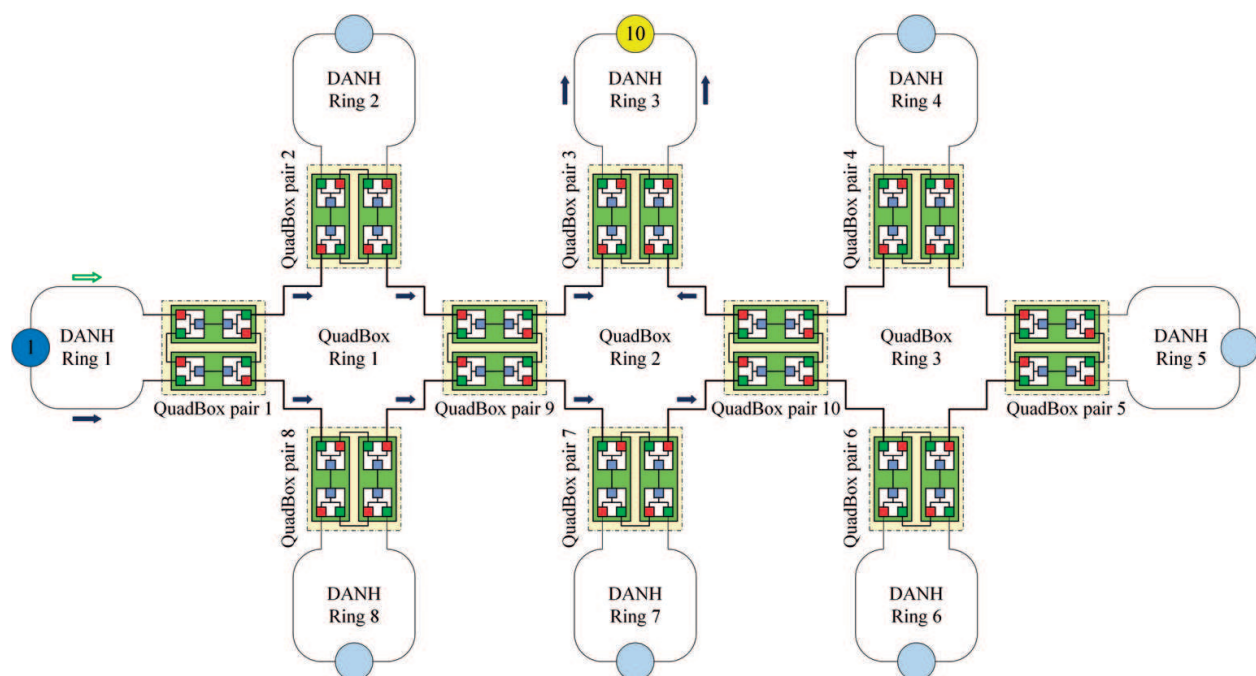 10
DANH
Ring 2
DANH
Ring 3
DANH
Ring 4
QuadBox pair 2
QuadBox pair 3
QuadBox pair 4
1
DANH
Ring 1
QuadBox
Ring 1
QuadBox
Ring 2
QuadBox
Ring 3
DANH
Ring 5
QuadBox pair 1
QuadBox pair 9
QuadBox pair 10
QuadBox pair 5
QuadBox pair 8
QuadBox pair 7
QuadBox pair 6
DANH
Ring 8
DANH
Ring 7
DANH
Ring 6